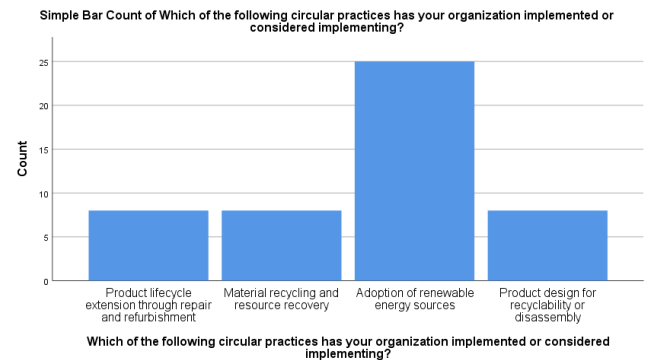 Simple Bar Count of Which of the following circular practices has your organization implemented or
considered implementing?
Count
25
20
15
10
5
0
Product lifecycle
extension through repair
and refurbishment
Material recycling and
resource recovery
Adoption of renewable
energy sources
Product design for
recyclability or
disassembly
Which of the following circular practices has your organization implemented or considered
implementing?